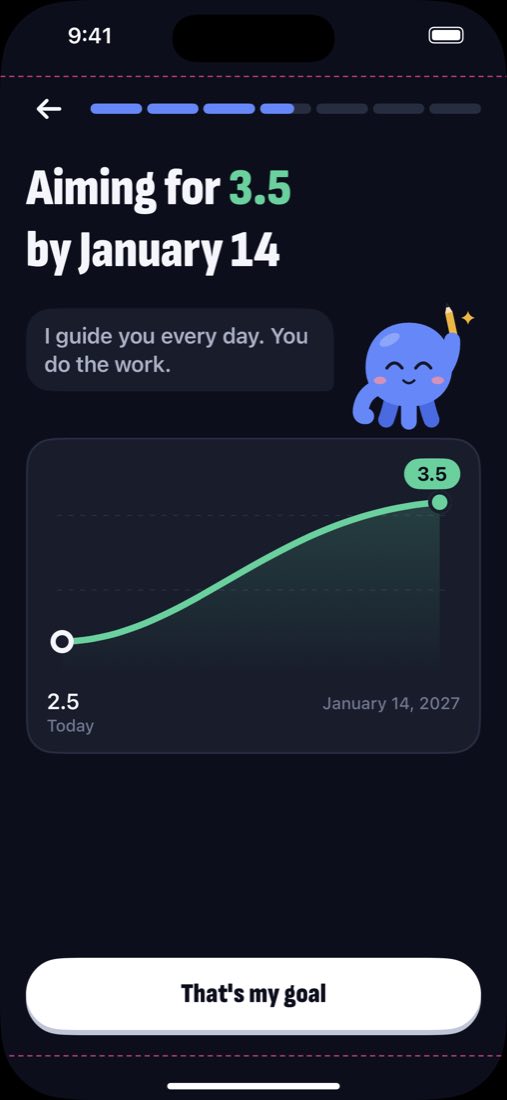 9:41
Aiming for 3.5
by January 14
I guide you every day. You
do the work.
3.5
2.5
Today
January 14, 2027
That's my goal